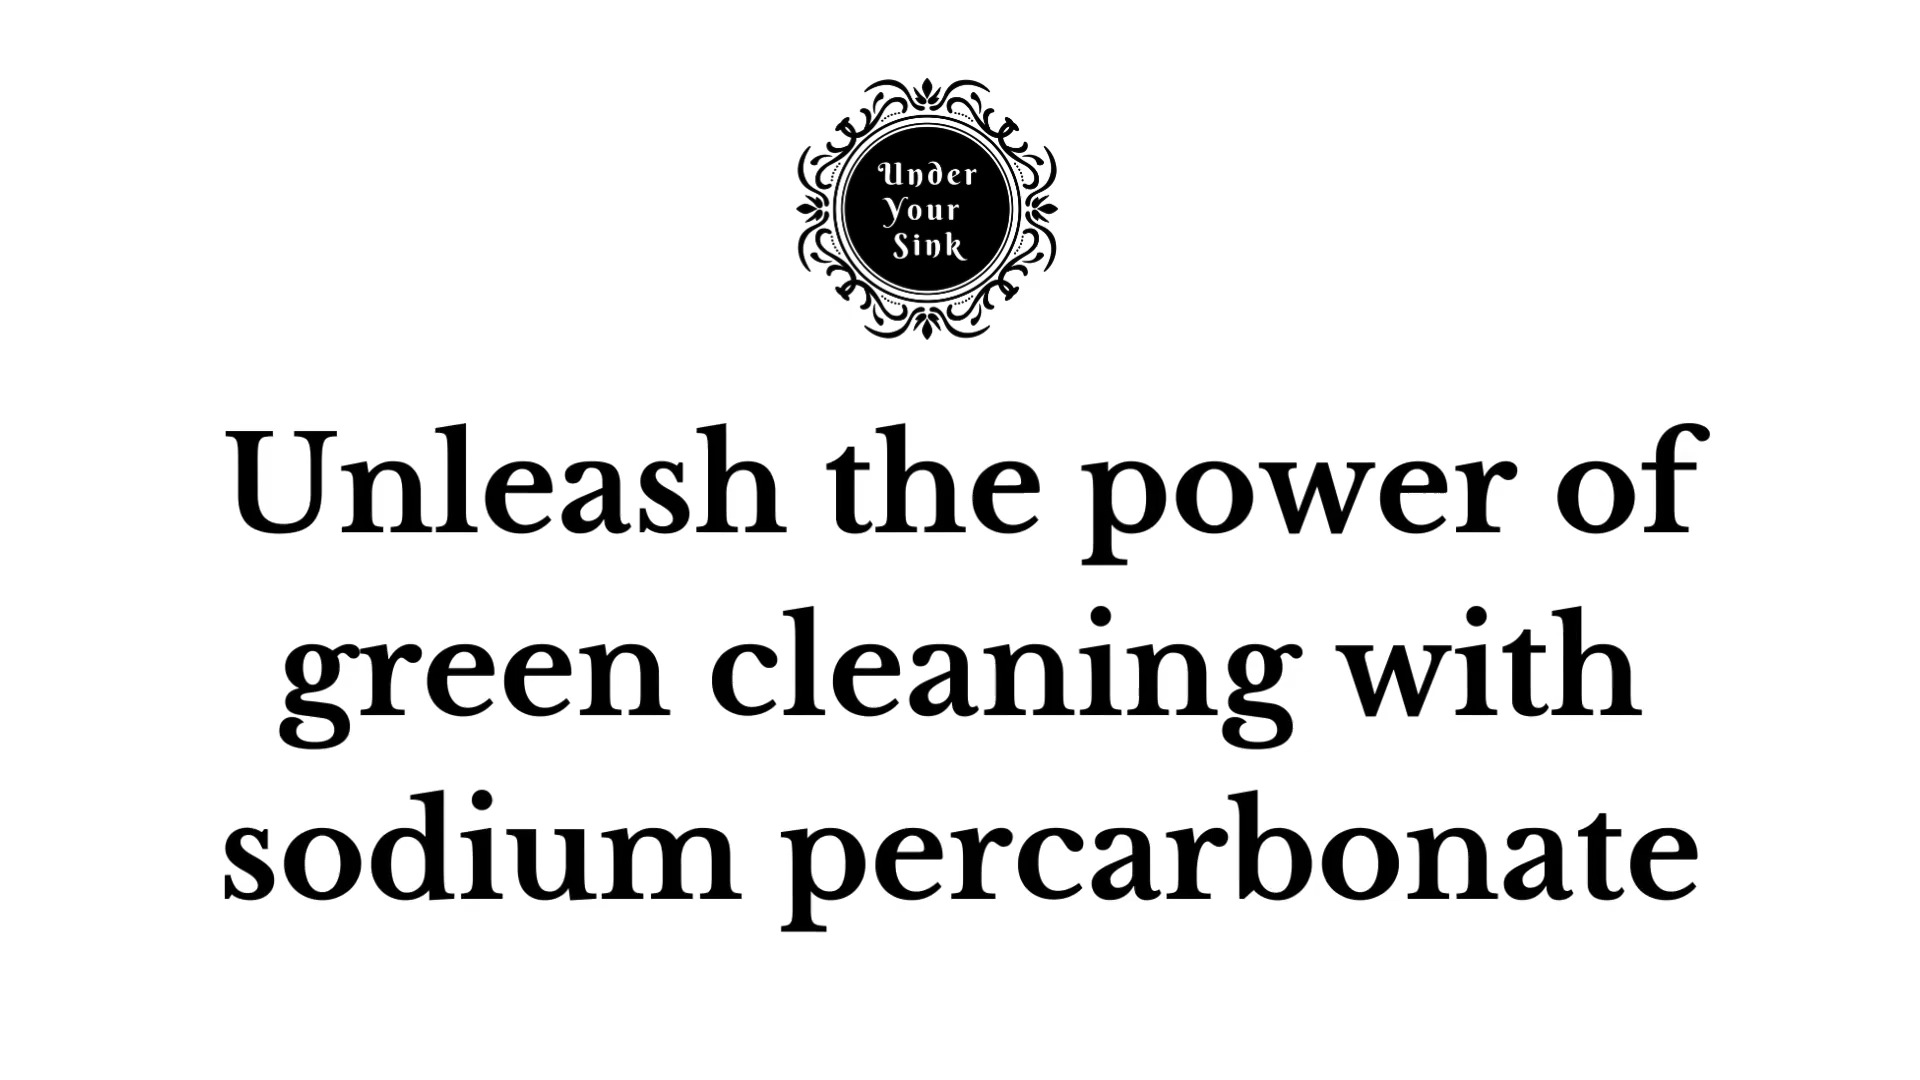 Under
Your
Sink
Unleash the power of
green cleaning with
sodium percarbonate